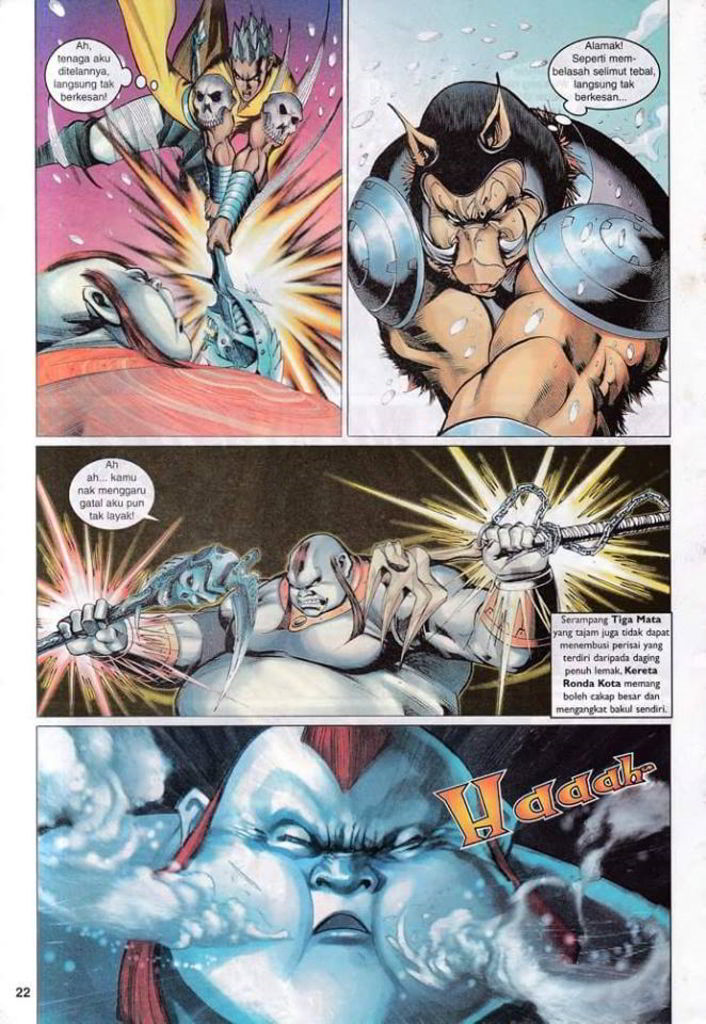 Ah,
tenaga aku
ditelannya,
langsung tak
berkesan!
Alamak!
Seperti mem-
belasah selimut tebal,
langsung tak
berkesan...
Ah
ah... kamu
nak menggaru
gatal aku pun
tak layak!
Serampang Tiga Mata
yang tajam juga tidak dapat
menembusi perisai yang
terdiri daripada daging
penuh lemak, Kereta
Ronda Kota memang
boleh cakap besar dan
mengangkat bakul sendiri.
Haaah
22